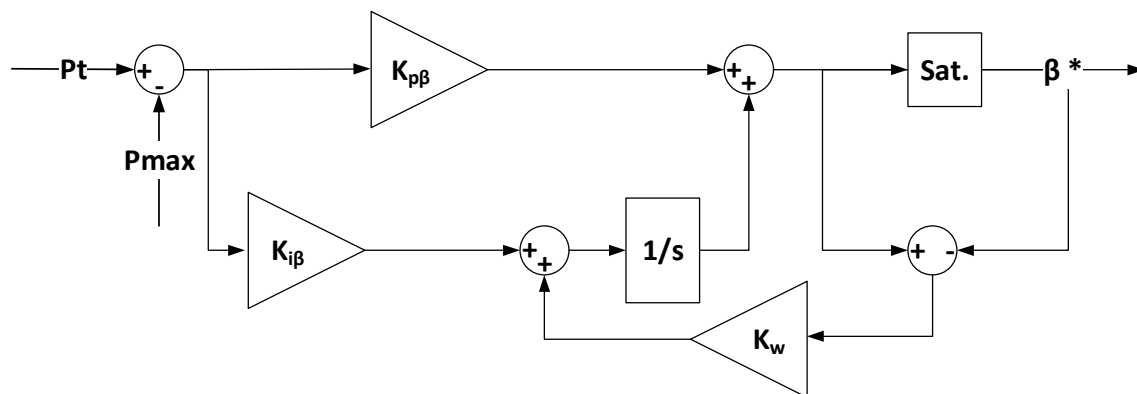 Pt
+
-
Pmax
K_pβ
+
+
Sat.
β *
K_iβ
+
+
1/s
+ -
K_w